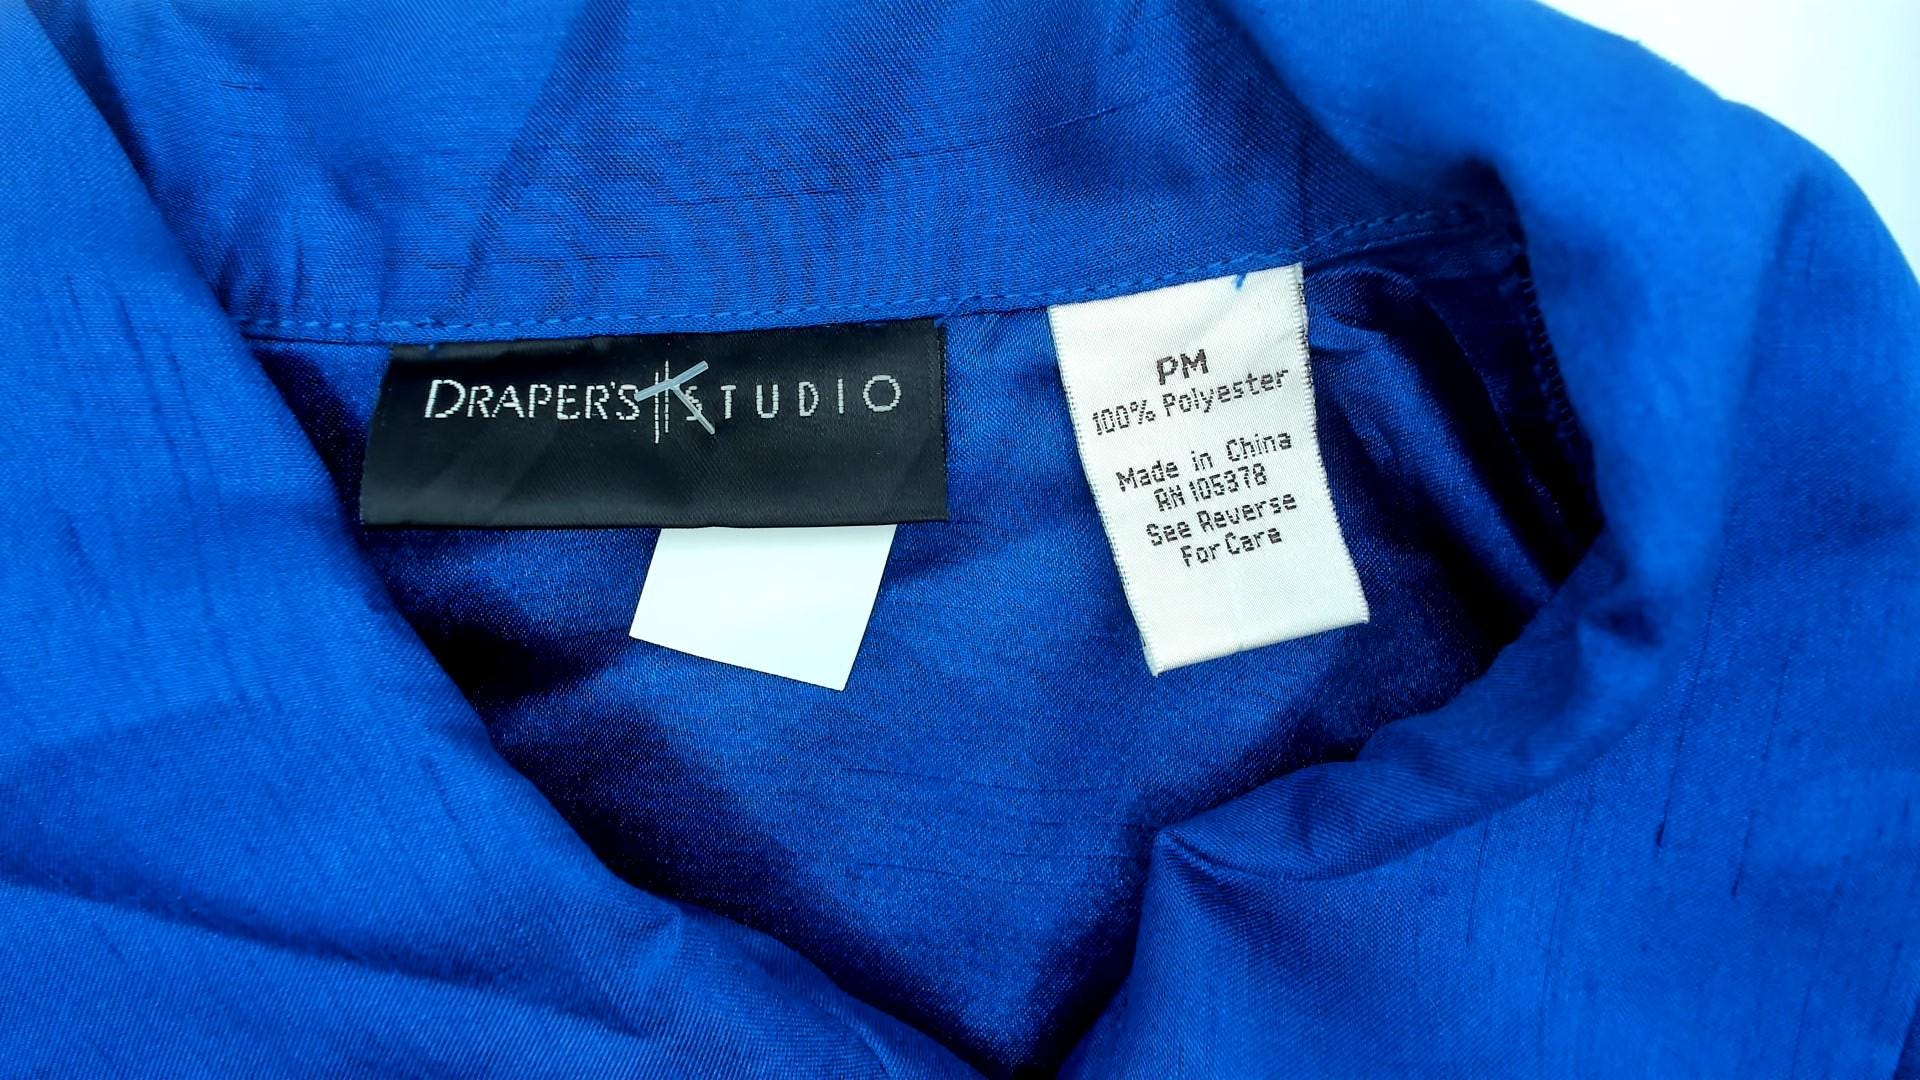 DRAPER'S STUDIO
PM
100% Polyester
Made in China
RN 105378
See Reverse
For Care